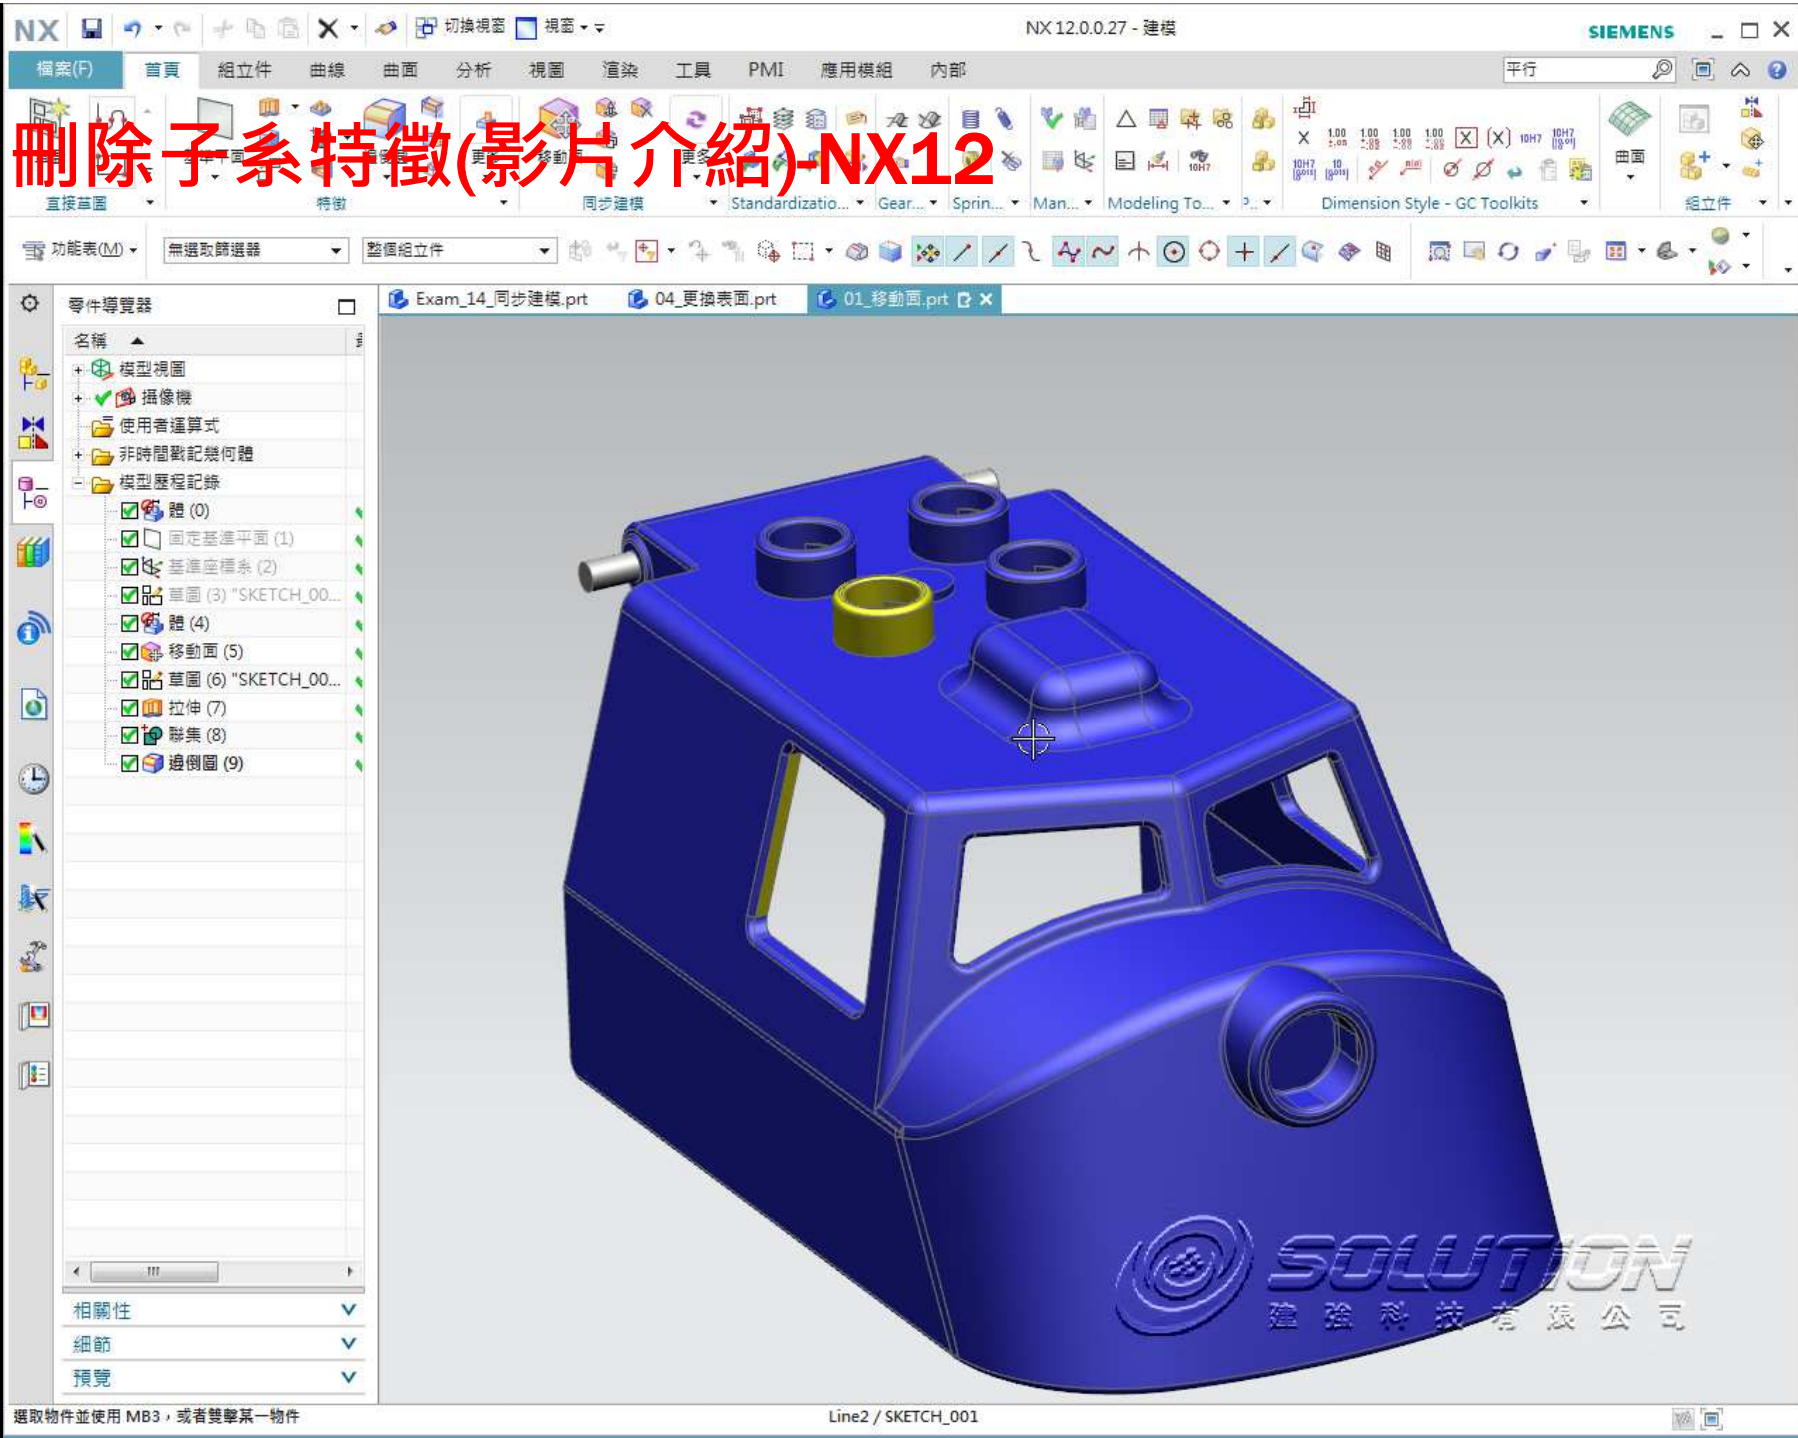 NX 切換視窗 視窗 NX 12.0.0.27 - 建模 SIEMENS
檔案(F) 首頁 組立件 曲線 曲面 分析 視圖 渲染 工具 PMI 應用模組 內部 平行
刪除子系特徵(影片介紹)-NX12
曲面
直接草圖 特徵 同步建模 Standardizatio... Gear... Sprin... Man... Modeling To... P.. Dimension Style - GC Toolkits 組立件
功能表(M) 無選取篩選器 整個組立件
零件導覽器 Exam_14_同步建模.prt 04_更換表面.prt 01_移動面.prt
名稱
模型視圖
攝像機
使用者運算式
非時間戳記幾何體
模型歷程記錄
體 (0)
固定基準平面 (1)
基準座標系 (2)
草圖 (3) "SKETCH_00...
體 (4)
移動面 (5)
草圖 (6) "SKETCH_00...
拉伸 (7)
聯集 (8)
邊倒圓 (9)
SOLUTION
建強科技有限公司
相關性
細節
預覽
選取物件並使用 MB3，或者雙擊某一物件 Line2 / SKETCH_001